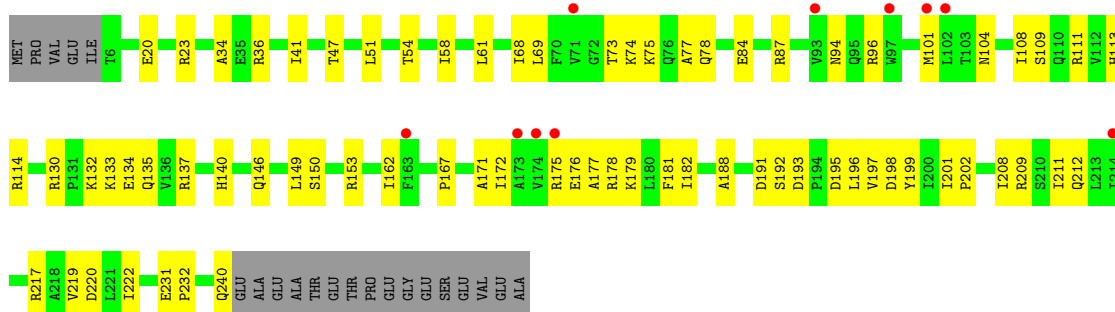 MET PRO VAL GLU ILE T6 E20 R23 A34 E35 R36 I41 T47 L51 T54 I58 L61 I68 L69 F70 V71 G72 T73 K74 K75 Q76 A77 Q78 E84 R87 V93 N94 Q95 R96 W97 M101 L102 T103 N104 I108 S109 Q110 R111 V112 H113
R114 R130 P131 K132 K133 E134 Q135 V136 R137 H140 Q146 L149 S150 R153 I162 F163 P167 A171 I172 A173 V174 R175 E176 A177 R178 K179 L180 F181 I182 A188 D191 S192 D193 P194 D195 L196 V197 D198 Y199 I200 I201 P202 I208 R209 S210 I211 Q212 L213 I214
R217 A218 V219 D220 L221 I222 E231 P232 Q240 GLU ALA GLU ALA THR GLU THR PRO GLU GLY GLU SER GLU VAL GLU ALA